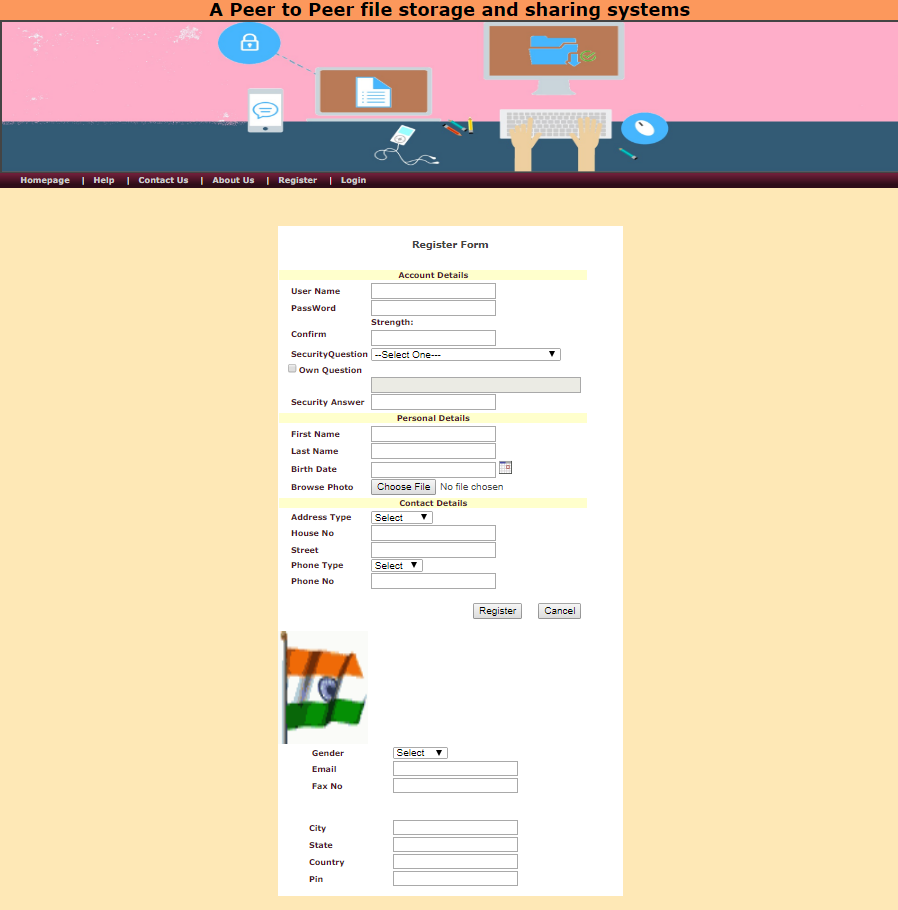 A Peer to Peer file storage and sharing systems
Homepage | Help | Contact Us | About Us | Register | Login
Register Form
Account Details
User Name
PassWord
Strength:
Confirm
SecurityQuestion --Select One---
Own Question
Security Answer
Personal Details
First Name
Last Name
Birth Date
Browse Photo Choose File No file chosen
Contact Details
Address Type Select
House No
Street
Phone Type Select
Phone No
Register Cancel
Gender Select
Email
Fax No
City
State
Country
Pin